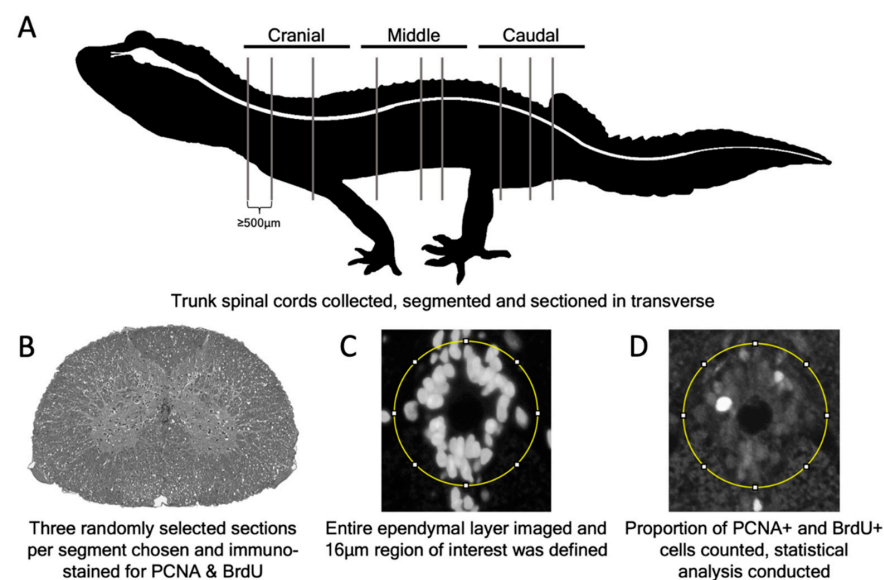 A
Cranial Middle Caudal
≥500μm
Trunk spinal cords collected, segmented and sectioned in transverse
B
Three randomly selected sections
per segment chosen and immuno-
stained for PCNA & BrdU
C
Entire ependymal layer imaged and
16μm region of interest was defined
D
Proportion of PCNA+ and BrdU+
cells counted, statistical
analysis conducted